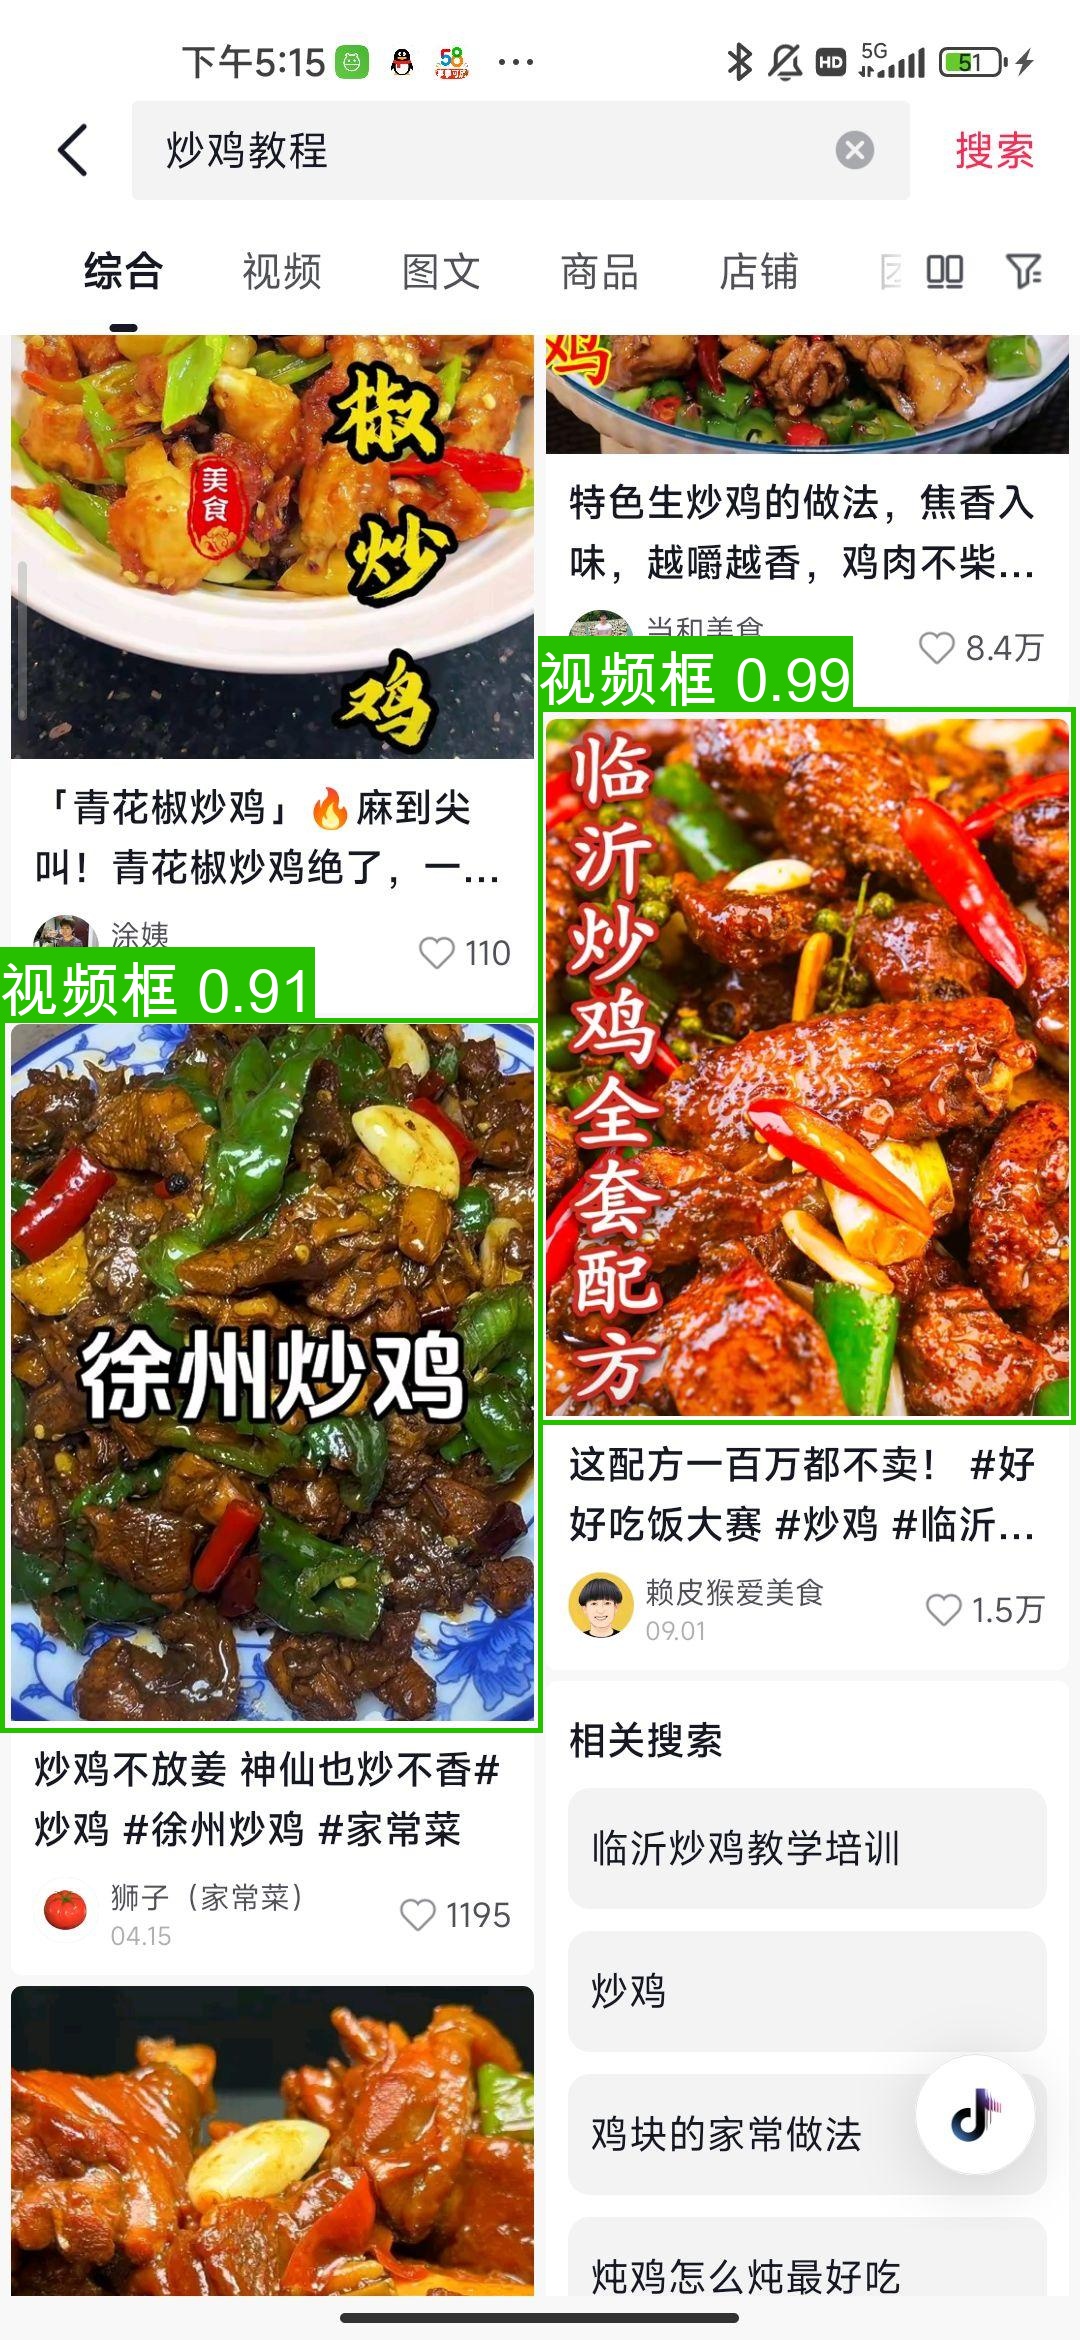 下午5:15
58
HD
5G
51
炒鸡教程
搜索
综合
视频
图文
商品
店铺
椒
炒
鸡
美食
「青花椒炒鸡」🔥麻到尖
叫！青花椒炒鸡绝了，一...
涂姨
110
视频框 0.91
徐州炒鸡
炒鸡不放姜 神仙也炒不香#
炒鸡 #徐州炒鸡 #家常菜
狮子（家常菜）
04.15
1195
鸡
特色生炒鸡的做法，焦香入
味，越嚼越香，鸡肉不柴...
当和美食
8.4万
视频框 0.99
临沂炒鸡全套配方
这配方一百万都不卖！ #好
好吃饭大赛 #炒鸡 #临沂...
赖皮猴爱美食
09.01
1.5万
相关搜索
临沂炒鸡教学培训
炒鸡
鸡块的家常做法
炖鸡怎么炖最好吃